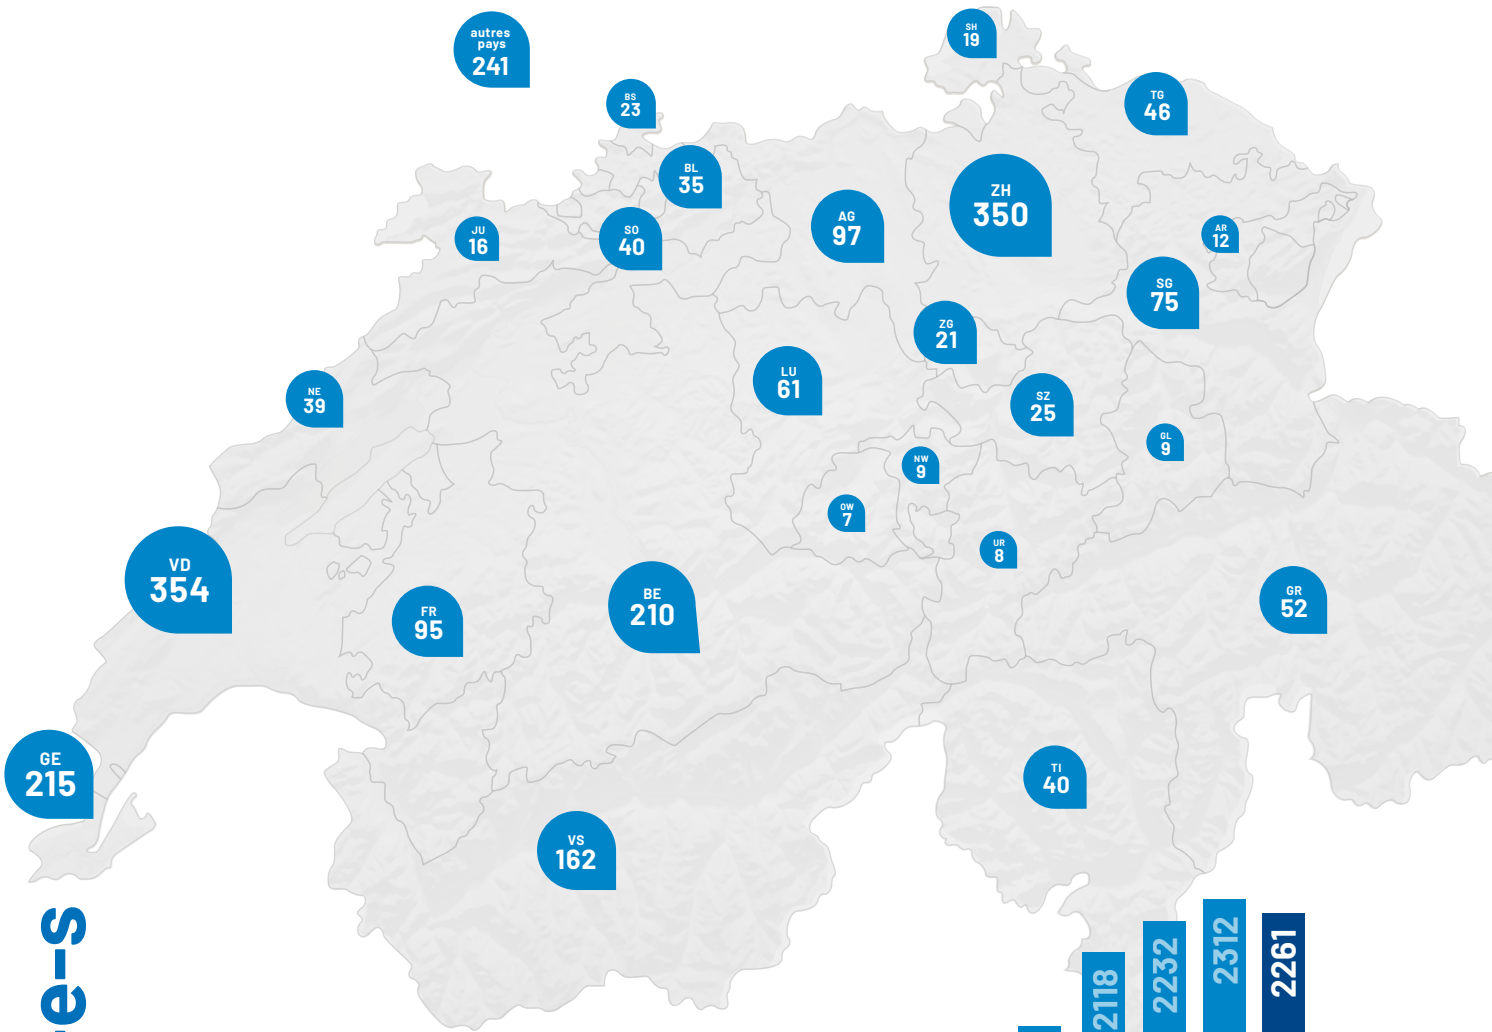 autres
pays
241
SH
19
BS
23
TG
46
BL
35
ZH
350
AG
97
JU
16
SO
40
AR
12
SG
75
ZG
21
LU
61
NE
39
SZ
25
GL
9
NW
9
OW
7
UR
8
VD
354
FR
95
BE
210
GR
52
GE
215
TI
40
VS
162
e-s
2118
2232
2312
2261